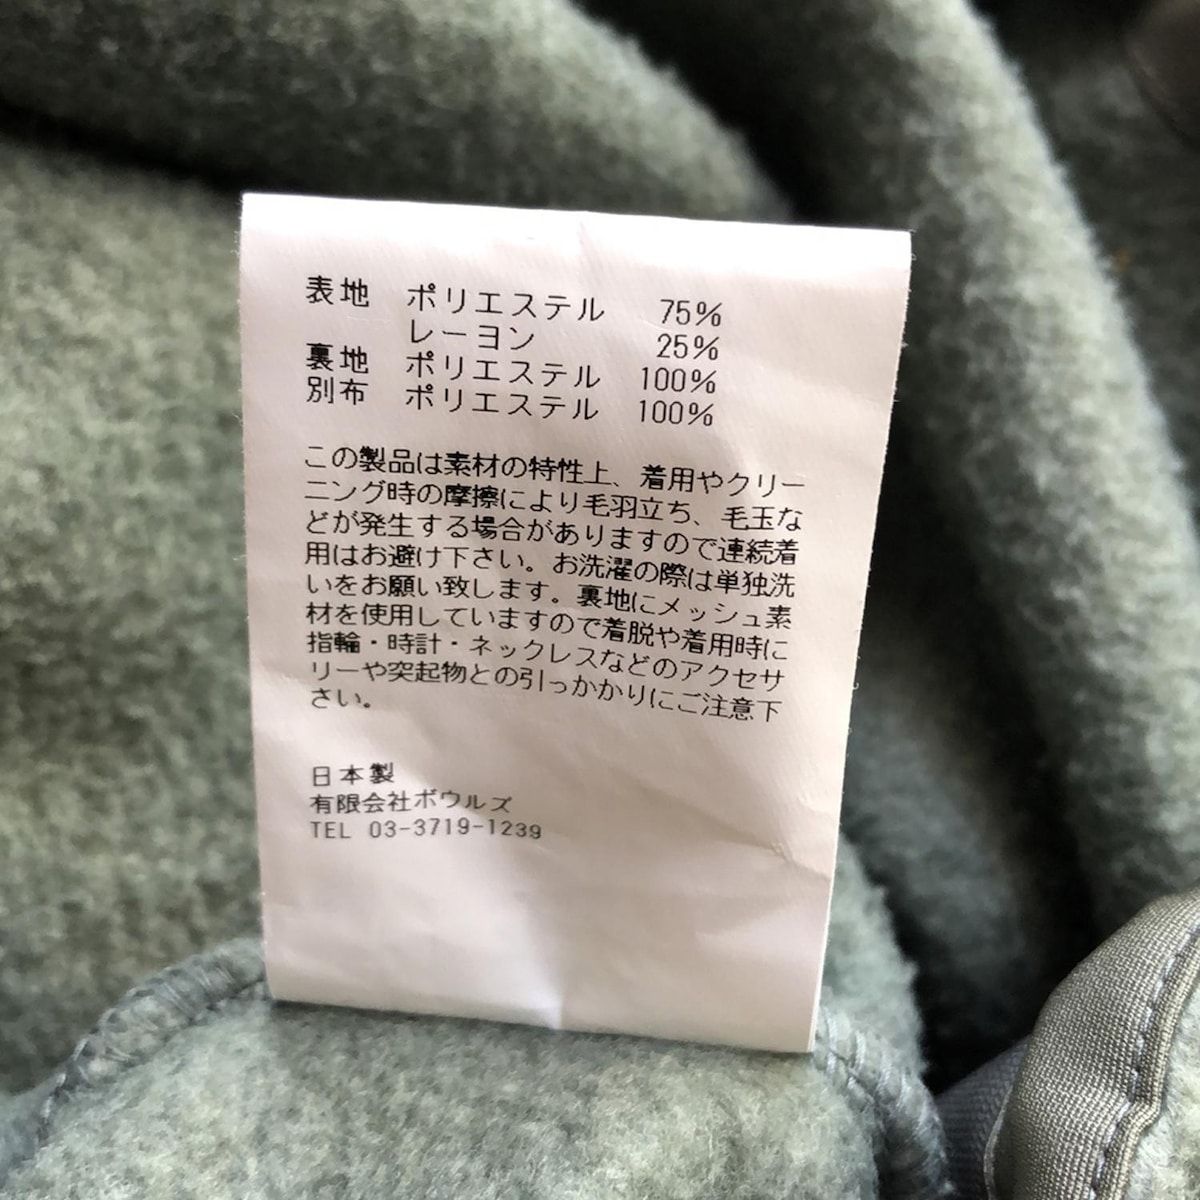 表地 ポリエステル 75%
レーヨン 25%
裏地 ポリエステル 100%
別布 ポリエステル 100%
この製品は素材の特性上、着用やクリー
ニング時の摩擦により毛羽立ち、毛玉な
どが発生する場合がありますので連続着
用はお避け下さい。お洗濯の際は単独洗
いをお願い致します。裏地にメッシュ素
材を使用していますので着脱や着用時に
指輪・時計・ネックレスなどのアクセサ
リーや突起物との引っかかりにご注意下
さい。
日本製
有限会社ボウルズ
TEL 03-3719-1239